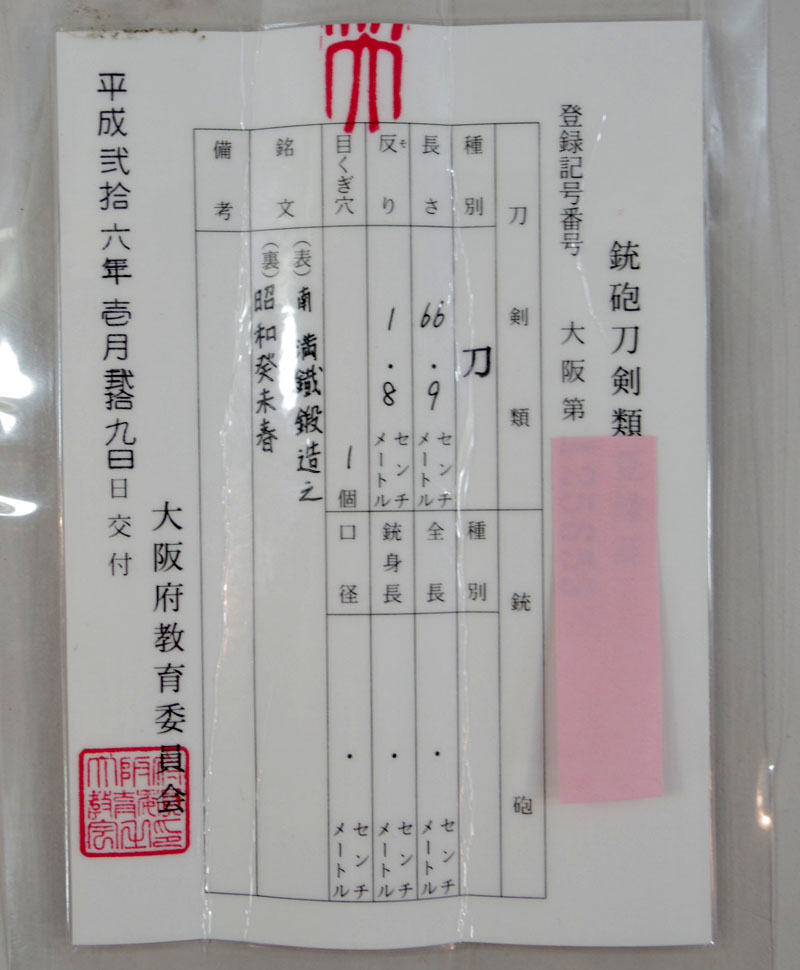 銃砲刀剣類
登録記号番号 大阪第
刀剣類
種別 刀
長さ 66.9 センチメートル
反り 1.8 センチメートル
モ
目くぎ穴 1個
銘文 (表) 南満鐵鍛造之
(裏) 昭和癸未春
備考
銃砲
種別
全長 ・ センチメートル
銃身長 ・ センチメートル
口径 ・ センチメートル
平成弐拾六年壱月弐拾九日日交付
大阪府教育委員会